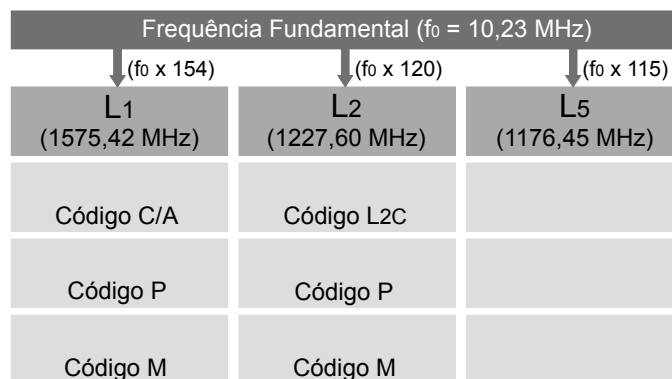 Frequência Fundamental (f0 = 10,23 MHz)
(f0 x 154) (f0 x 120) (f0 x 115)
L1 L2 L5
(1575,42 MHz) (1227,60 MHz) (1176,45 MHz)
Código C/A Código L2C
Código P Código P
Código M Código M